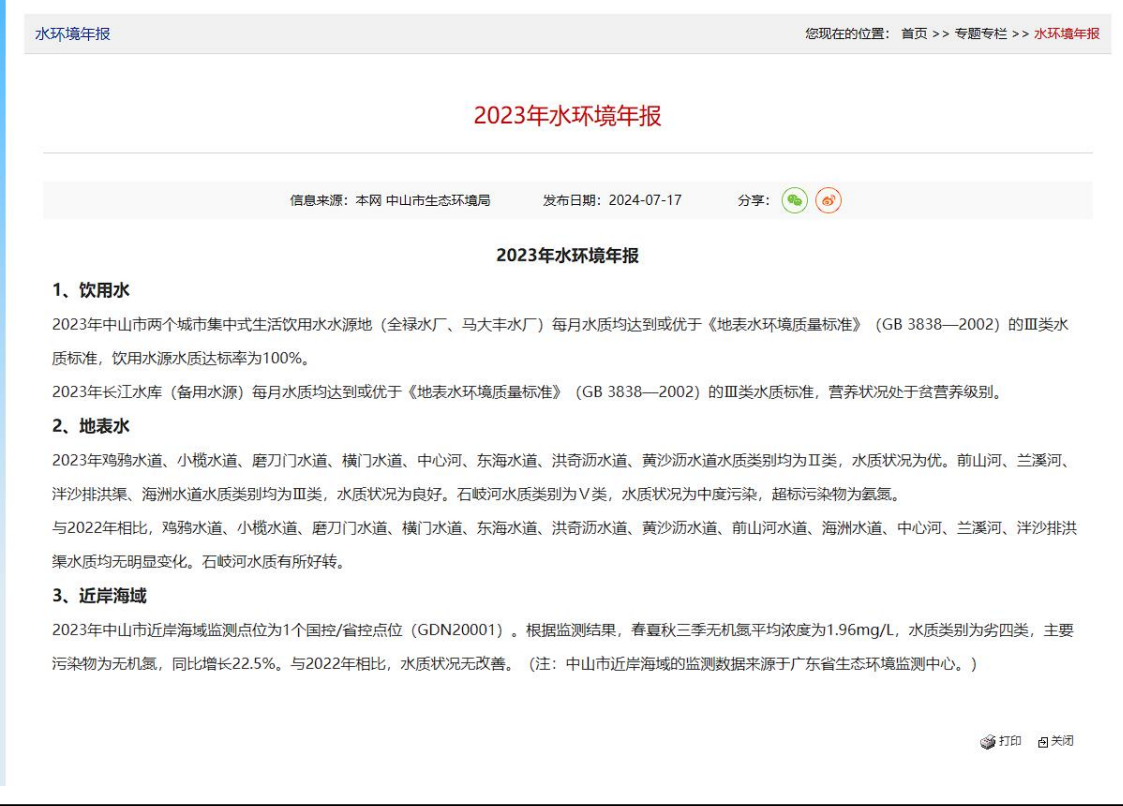 水环境年报
您现在的位置： 首页 >> 专题专栏 >> 水环境年报
2023年水环境年报
信息来源：本网 中山市生态环境局 发布日期：2024-07-17 分享：
2023年水环境年报
1、饮用水
2023年中山市两个城市集中式生活饮用水水源地（全禄水厂、马大丰水厂）每月水质均达到或优于《地表水环境质量标准》（GB 3838—2002）的Ⅲ类水
质标准，饮用水源水质达标率为100%。
2023年长江水库（备用水源）每月水质均达到或优于《地表水环境质量标准》（GB 3838—2002）的Ⅲ类水质标准，营养状况处于贫营养级别。
2、地表水
2023年鸡鸦水道、小榄水道、磨刀门水道、横门水道、中心河、东海水道、洪奇沥水道、黄沙沥水道水质类别均为Ⅱ类，水质状况为优。前山河、兰溪河、
泮沙排洪渠、海洲水道水质类别均为Ⅲ类，水质状况为良好。石岐河水质类别为Ⅴ类，水质状况为中度污染，超标污染物为氨氮。
与2022年相比，鸡鸦水道、小榄水道、磨刀门水道、横门水道、东海水道、洪奇沥水道、黄沙沥水道、前山河水道、海洲水道、中心河、兰溪河、泮沙排洪
渠水质均无明显变化。石岐河水质有所好转。
3、近岸海域
2023年中山市近岸海域监测点位为1个国控/省控点位（GDN20001）。根据监测结果，春夏秋三季无机氮平均浓度为1.96mg/L，水质类别为劣四类，主要
污染物为无机氮，同比增长22.5%。与2022年相比，水质状况无改善。（注：中山市近岸海域的监测数据来源于广东省生态环境监测中心。）
打印 关闭